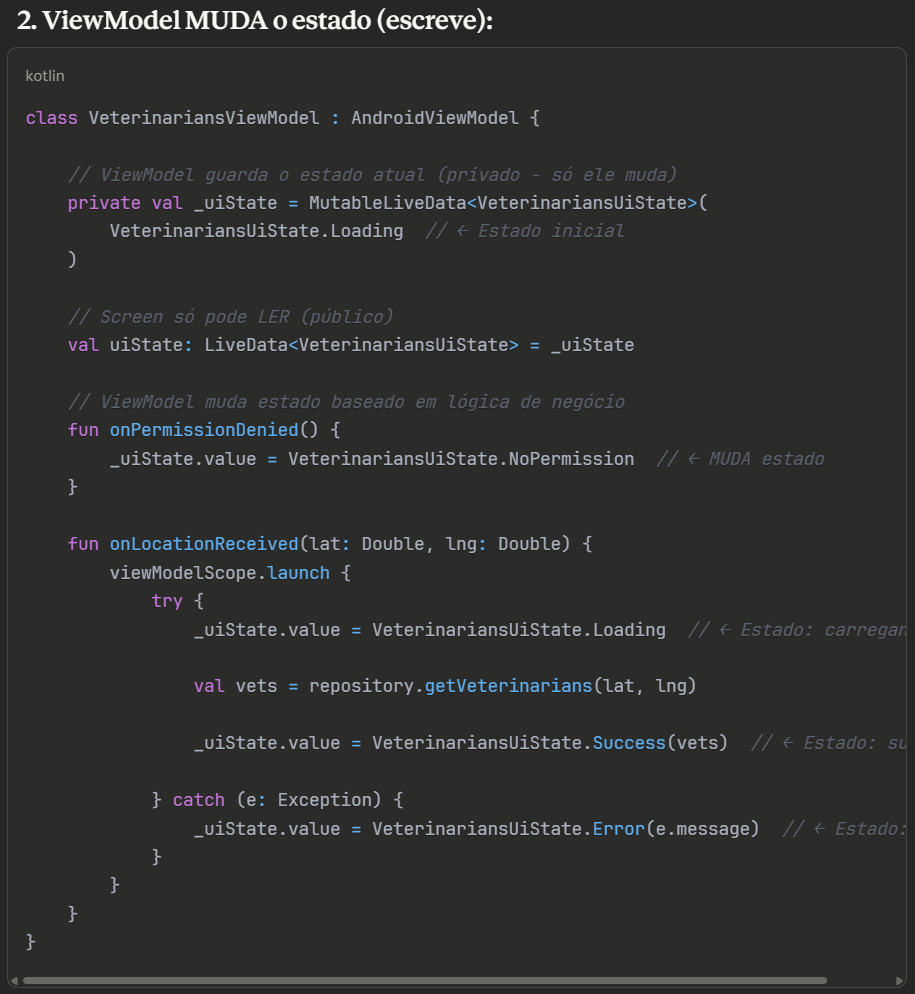 2. ViewModel MUDA o estado (escreve):
kotlin
class VeterinariansViewModel : AndroidViewModel {
// ViewModel guarda o estado atual (privado - só ele muda)
private val _uiState = MutableLiveData<VeterinariansUiState>(
VeterinariansUiState.Loading  // ← Estado inicial
)
// Screen só pode LER (público)
val uiState: LiveData<VeterinariansUiState> = _uiState
// ViewModel muda estado baseado em lógica de negócio
fun onPermissionDenied() {
_uiState.value = VeterinariansUiState.NoPermission  // ← MUDA estado
}
fun onLocationReceived(lat: Double, lng: Double) {
viewModelScope.launch {
try {
_uiState.value = VeterinariansUiState.Loading  // ← Estado: carregan
val vets = repository.getVeterinarians(lat, lng)
_uiState.value = VeterinariansUiState.Success(vets)  // ← Estado: su
} catch (e: Exception) {
_uiState.value = VeterinariansUiState.Error(e.message)  // ← Estado:
}
}
}
}